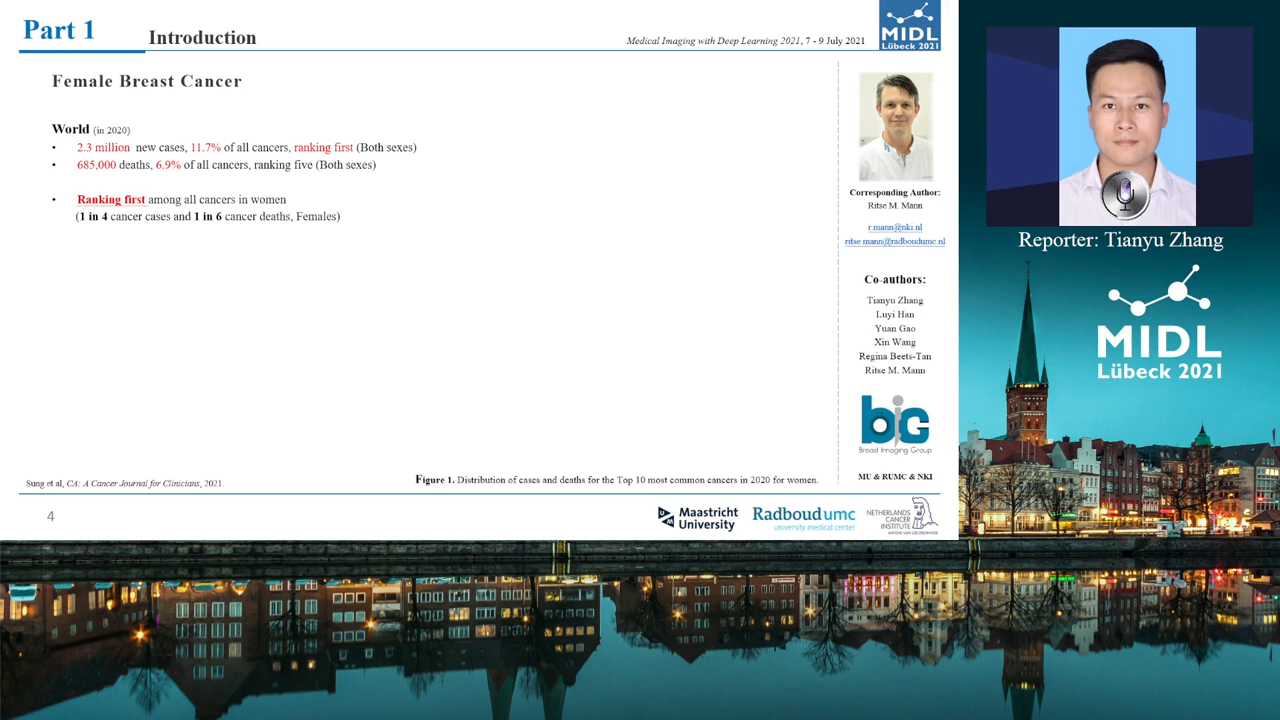 Part 1
Introduction
Medical Imaging with Deep Learning 2021, 7 - 9 July 2021
MIDL
Lübeck 2021
Female Breast Cancer
World (in 2020)
• 2.3 million new cases, 11.7% of all cancers, ranking first (Both sexes)
• 685,000 deaths, 6.9% of all cancers, ranking five (Both sexes)
• Ranking first among all cancers in women
(1 in 4 cancer cases and 1 in 6 cancer deaths, Females)
Sung et al, CA: A Cancer Journal for Clinicians, 2021.
Figure 1. Distribution of cases and deaths for the Top 10 most common cancers in 2020 for women.
Corresponding Author:
Ritse M. Mann
r.mann@nki.nl
ritse.mann@radboudumc.nl
Co-authors:
Tianyu Zhang
Luyi Han
Yuan Gao
Xin Wang
Regina Beets-Tan
Ritse M. Mann
big
Breast Imaging Group
MU & RUMC & NKI
4
Maastricht
University
Radboudumc
university medical center
NETHERLANDS
CANCER
INSTITUTE
Reporter: Tianyu Zhang
MIDL
Lübeck 2021